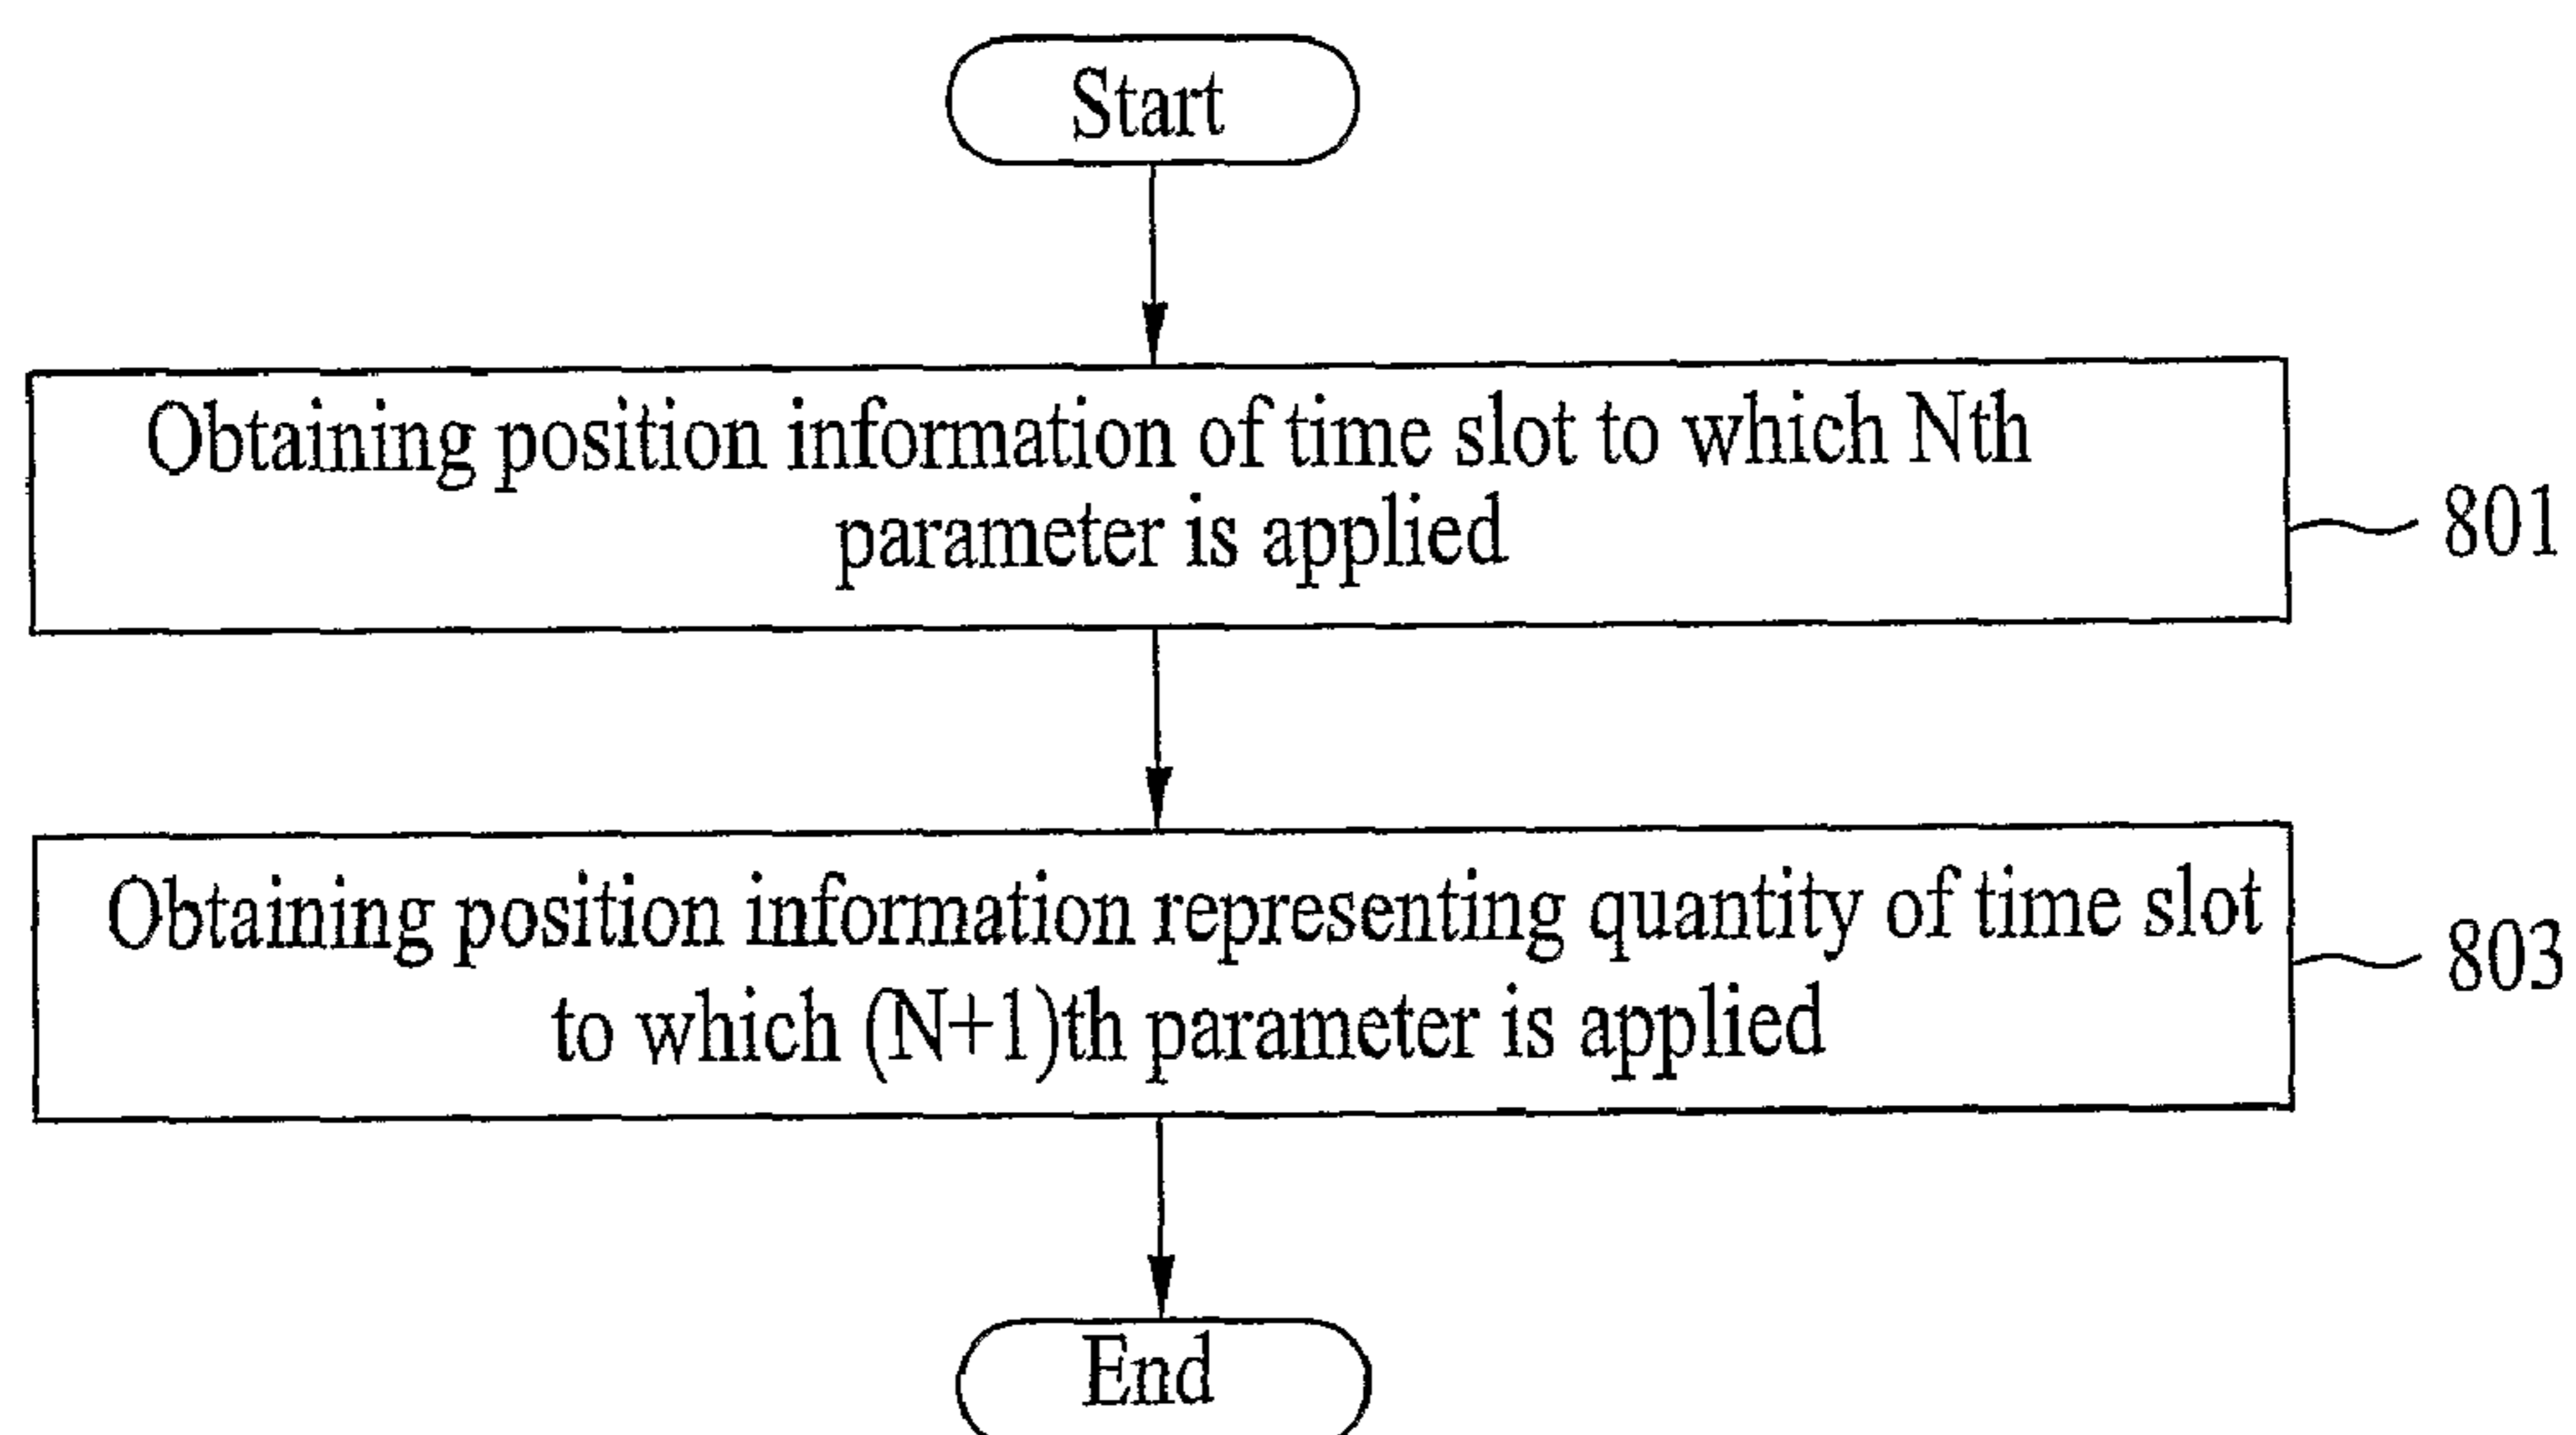 Start
Obtaining position information of time slot to which Nth
parameter is applied
801
Obtaining position information representing quantity of time slot
to which (N+1)th parameter is applied
803
End